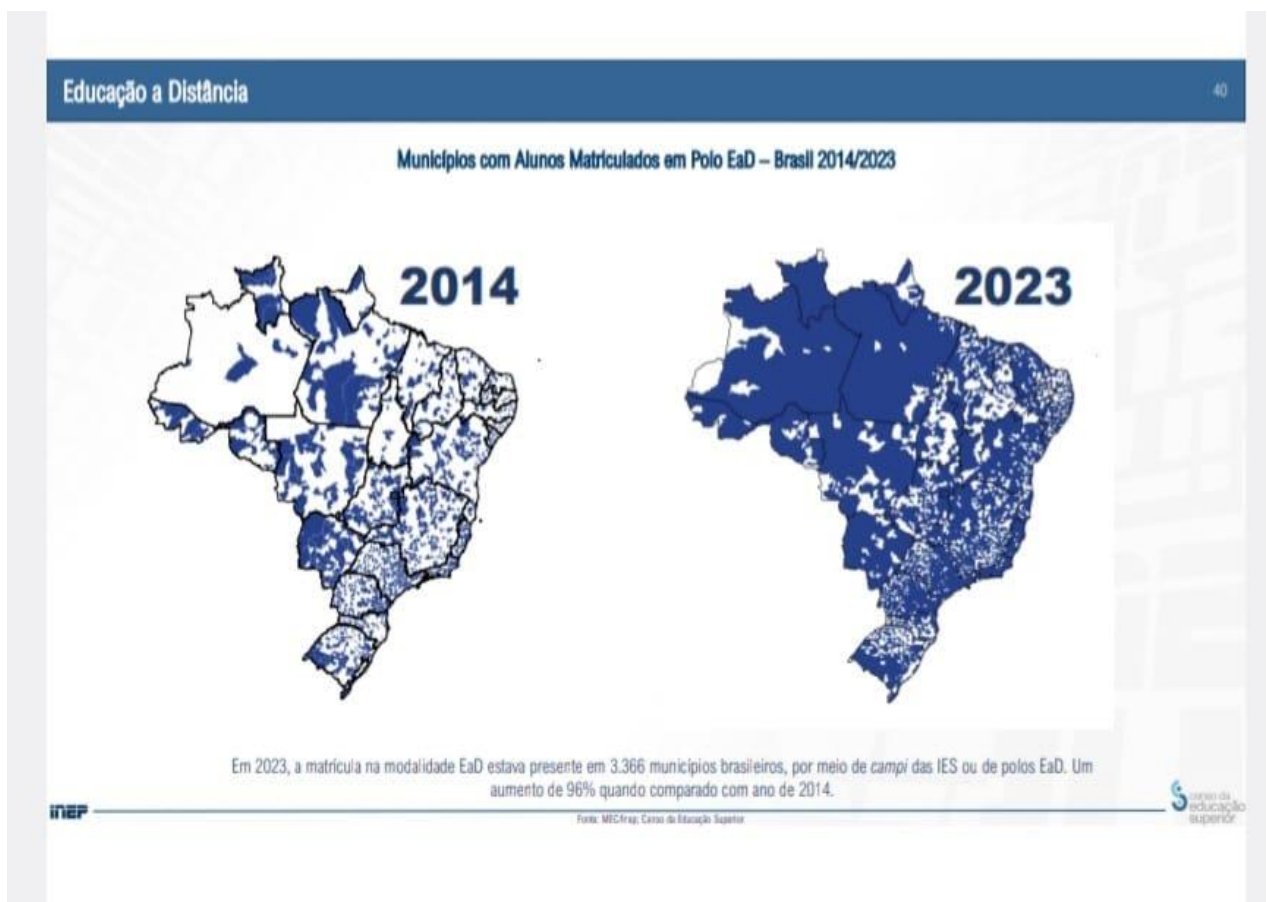 Educação a Distância
40
Municípios com Alunos Matriculados em Polo EaD – Brasil 2014/2023
2014
2023
Em 2023, a matrícula na modalidade EaD estava presente em 3.366 municípios brasileiros, por meio de campi das IES ou de polos EaD. Um
aumento de 96% quando comparado com ano de 2014.
inep
Fonte: MEC/Inep; Censo da Educação Superior
censo da
educação
superior